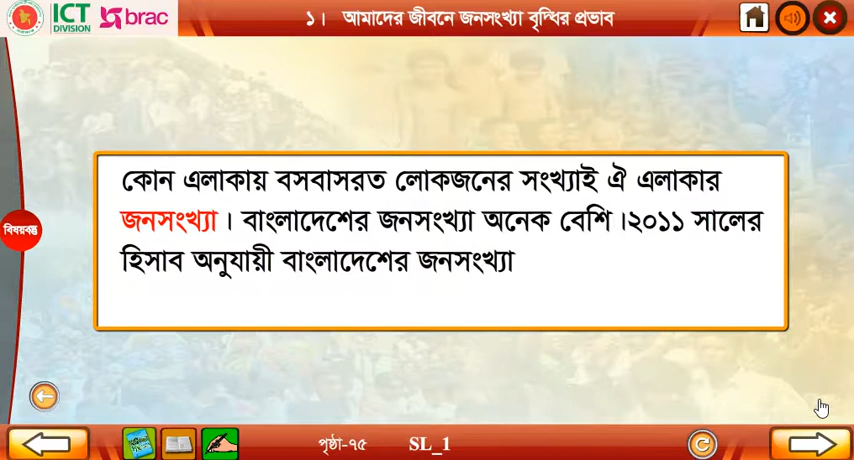 ICT
DIVISION
brac
১। আমাদের জীবনে জনসংখ্যা বৃদ্ধির প্রভাব
কোন এলাকায় বসবাসরত লোকজনের সংখ্যাই ঐ এলাকার
জনসংখ্যা । বাংলাদেশের জনসংখ্যা অনেক বেশি ।২০১১ সালের
হিসাব অনুযায়ী বাংলাদেশের জনসংখ্যা
বিষয়বস্তু
পৃষ্ঠা-৭৫ SL_1